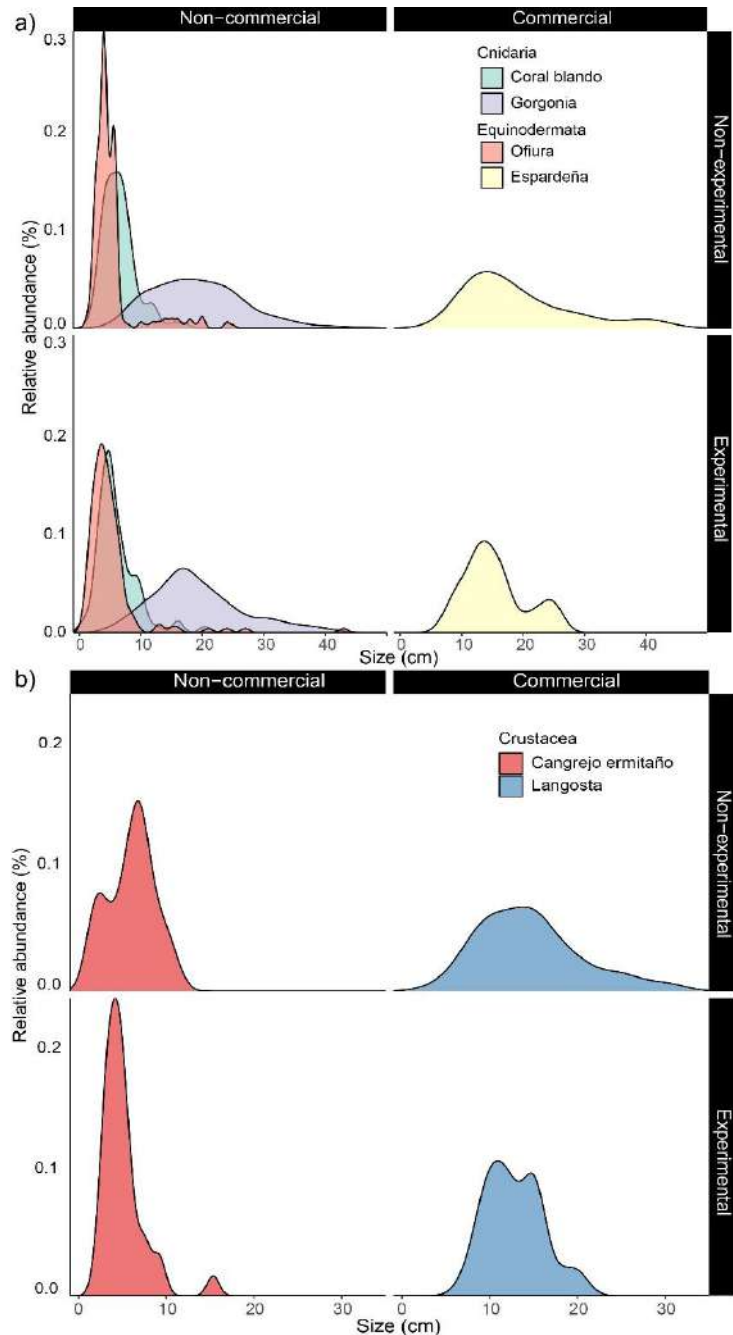 a)
Non-commercial
Commercial
Relative abundance (%)
0.3
0.2
0.1
0.0
Cnidaria
Coral blando
Gorgonia
Equinodermata
Ofiura
Espardeña
Non-experimental
0.3
0.2
0.1
0.0
Experimental
0 10 20 30 40 0 10 20 30 40
Size (cm)
b)
Non-commercial
Commercial
Relative abundance (%)
0.2
0.1
0.0
Crustacea
Cangrejo ermitaño
Langosta
Non-experimental
0.2
0.1
0.0
Experimental
0 10 20 30 0 10 20 30
Size (cm)